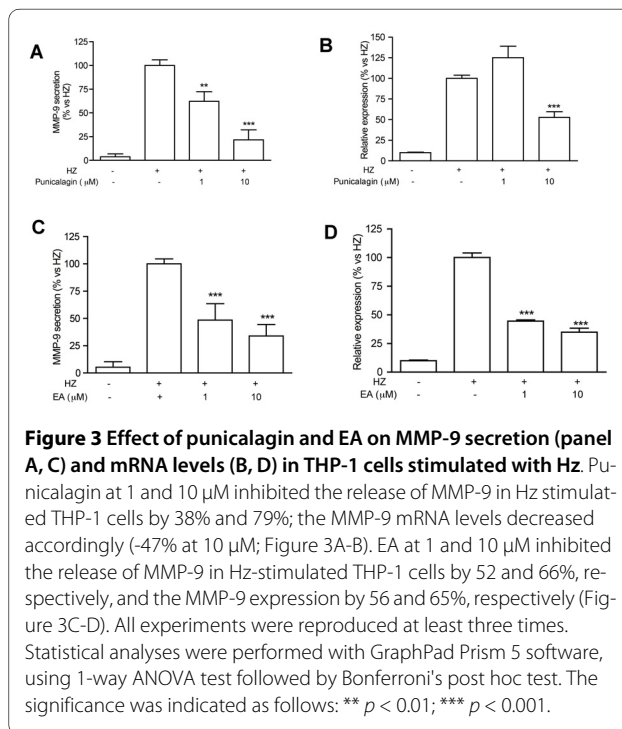 A
MMP-9 secretion
(% vs HZ)
125
100
75
50
25
0
**
***
HZ - + + +
Punicalagin ( μM) - - 1 10
B
Relative expression (% vs HZ)
150
125
100
75
50
25
0
***
HZ - + + +
Punicalagin (μM) - - 1 10
C
MMP-9 secretion
(% vs HZ)
125
100
75
50
25
0
***
***
HZ - + + +
EA (μM) - + 1 10
D
Relative expression (% vs HZ)
125
100
75
50
25
0
***
***
HZ - + + +
EA (μM) - - 1 10
Figure 3 Effect of punicalagin and EA on MMP-9 secretion (panel
A, C) and mRNA levels (B, D) in THP-1 cells stimulated with Hz. Pu-
nicalagin at 1 and 10 μM inhibited the release of MMP-9 in Hz stimulat-
ed THP-1 cells by 38% and 79%; the MMP-9 mRNA levels decreased
accordingly (-47% at 10 μM; Figure 3A-B). EA at 1 and 10 μM inhibited
the release of MMP-9 in Hz-stimulated THP-1 cells by 52 and 66%, re-
spectively, and the MMP-9 expression by 56 and 65%, respectively (Fig-
ure 3C-D). All experiments were reproduced at least three times.
Statistical analyses were performed with GraphPad Prism 5 software,
using 1-way ANOVA test followed by Bonferroni's post hoc test. The
significance was indicated as follows: ** p < 0.01; *** p < 0.001.